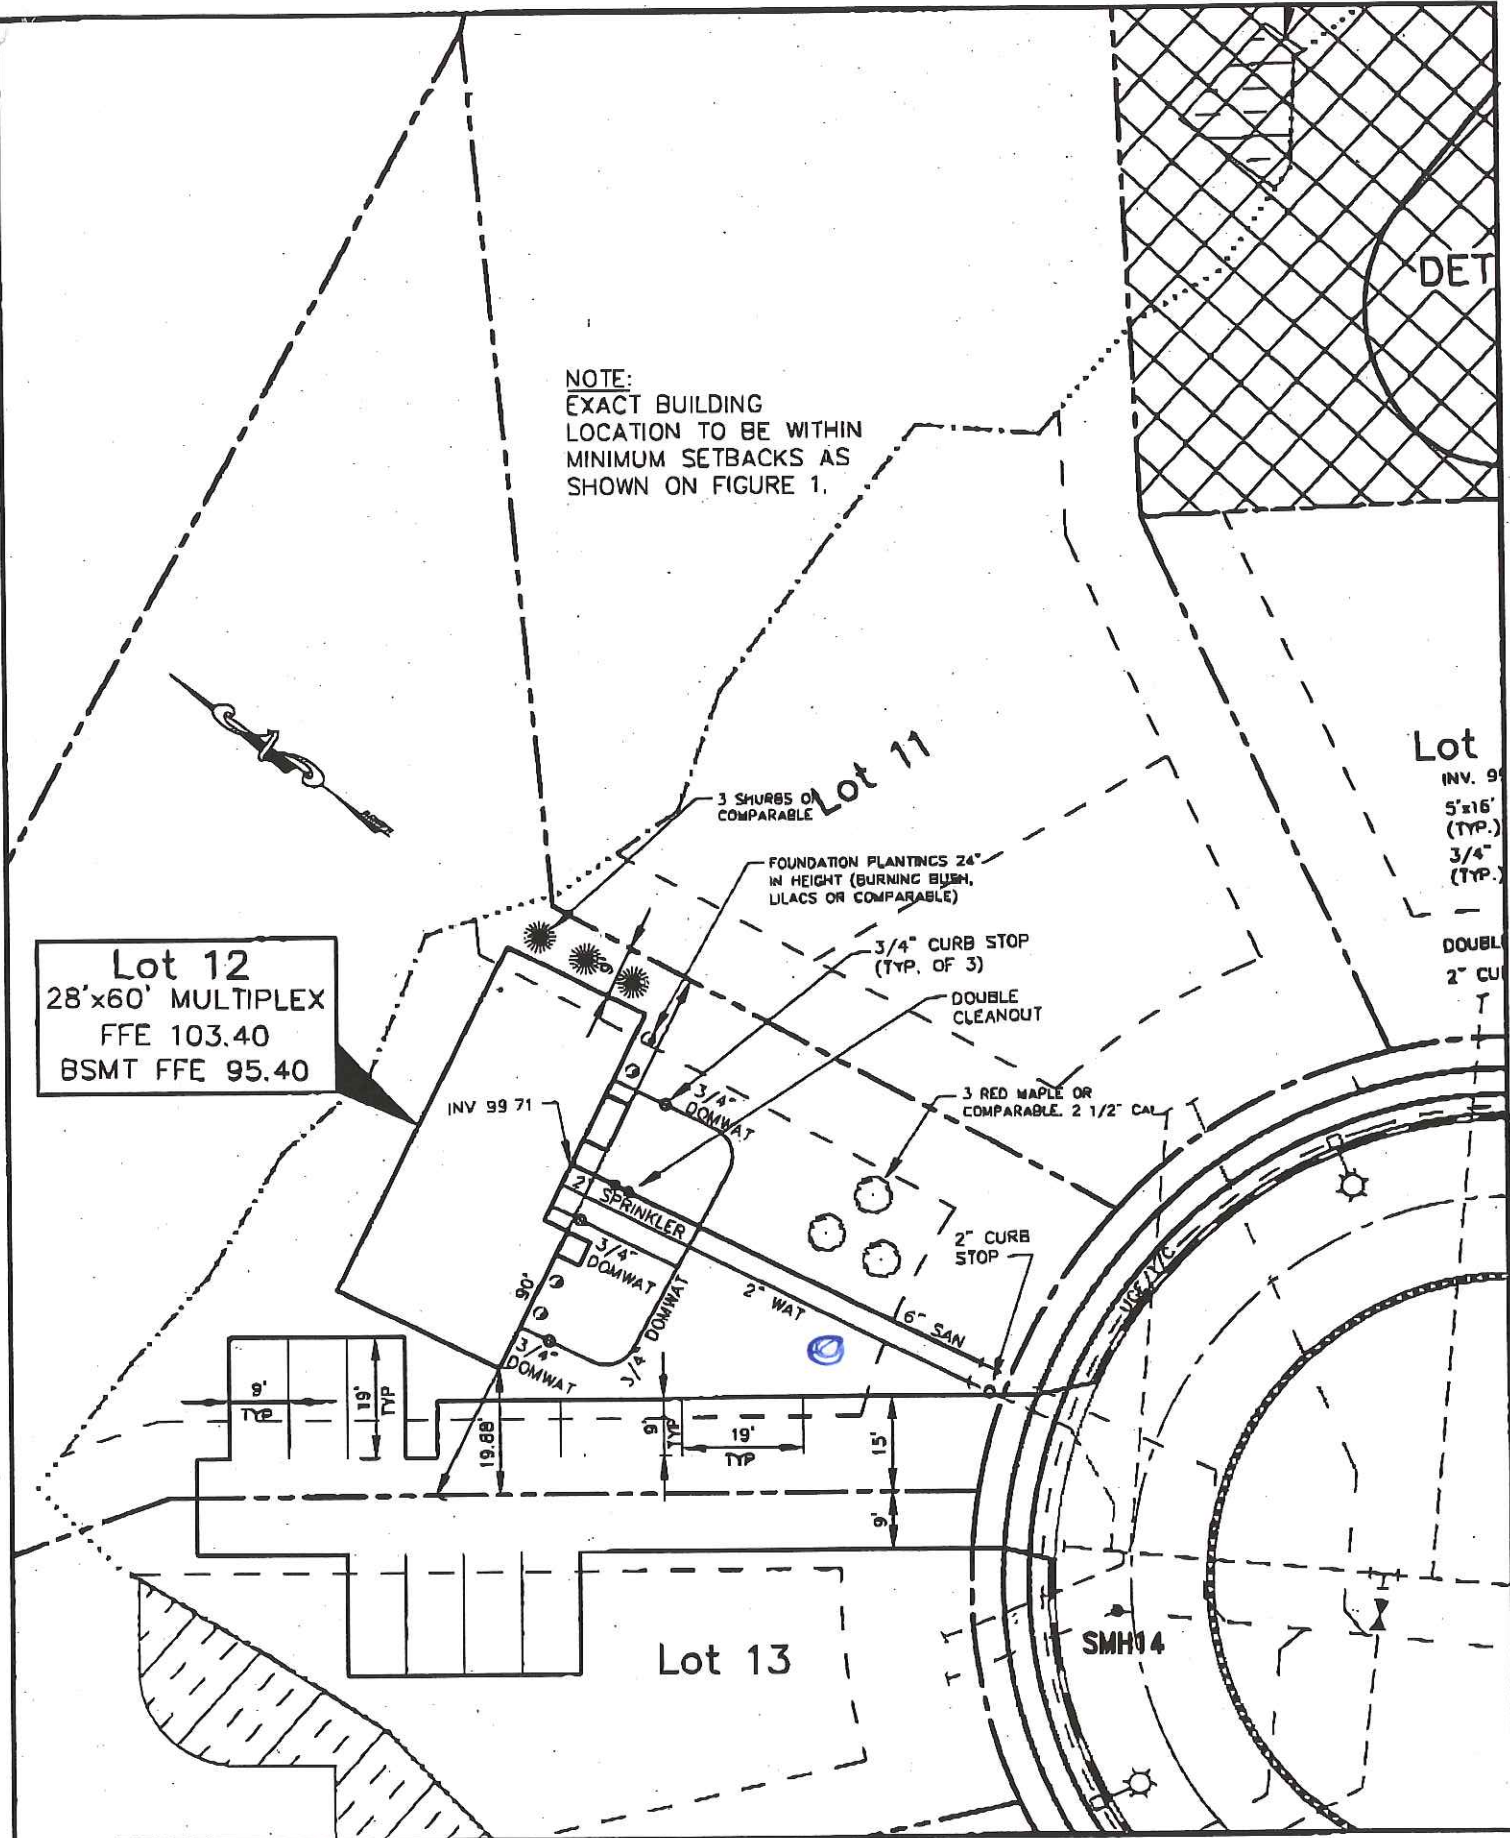 DET
NOTE:
EXACT BUILDING
LOCATION TO BE WITHIN
MINIMUM SETBACKS AS
SHOWN ON FIGURE 1.
Lot 11
Lot
INV. 9
5'x16'
(TYP.)
3/4"
(TYP.)
DOUBL
2" CU
3 SHURBS OR
COMPARABLE
FOUNDATION PLANTINGS 24"
IN HEIGHT (BURNING BUSH,
LILACS OR COMPARABLE)
3/4" CURB STOP
(TYP. OF 3)
DOUBLE
CLEANOUT
Lot 12
28'x60' MULTIPLEX
FFE 103.40
BSMT FFE 95.40
INV 99 71
3/4"
DOMWAT
3 RED MAPLE OR
COMPARABLE. 2 1/2" CAL
2" SPRINKLER
3/4"
DOMWAT
90'
3/4" DOMWAT
2" WAT
6" SAN
2" CURB
STOP
3/4"
DOMWAT
9'
TYP
19'
TYP
19.88'
9'
TYP
19'
TYP
15'
9'
Lot 13
SMH14